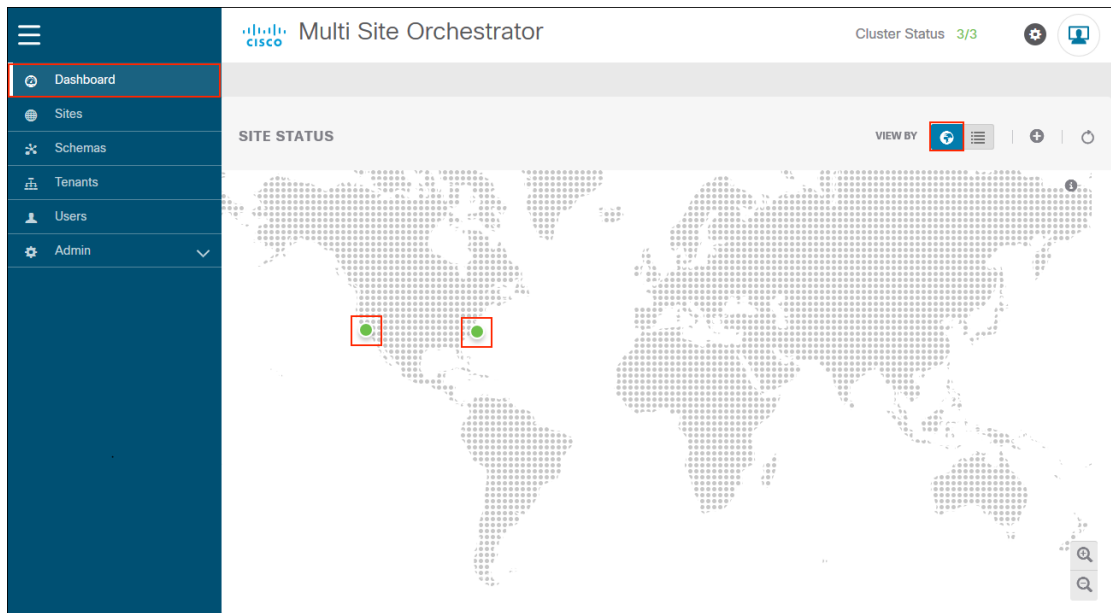 CISCO
Multi Site Orchestrator
Cluster Status 3/3
Dashboard
Sites
Schemas
Tenants
Users
Admin
SITE STATUS
VIEW BY